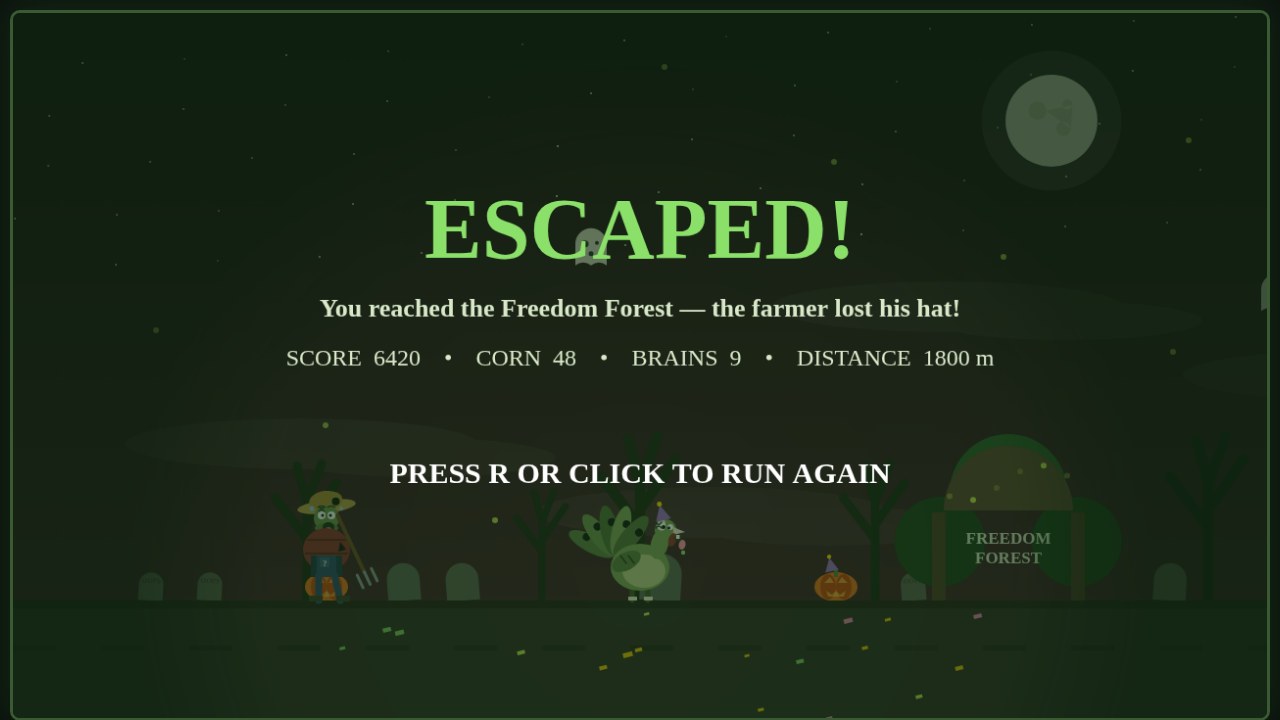 ESCAPED!
You reached the Freedom Forest — the farmer lost his hat!
SCORE 6420 • CORN 48 • BRAINS 9 • DISTANCE 1800 m
PRESS R OR CLICK TO RUN AGAIN
FREEDOM
FOREST